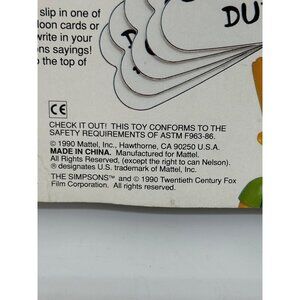 slip in one of
loon cards or
write in your
ons sayings!
to the top of
DU
CE
CHECK IT OUT! THIS TOY CONFORMS TO THE
SAFETY REQUIREMENTS OF ASTM F963-86.
© 1990 Mattel, Inc., Hawthorne, CA 90250 U.S.A.
MADE IN CHINA. Manufactured for Mattel.
All Rights Reserved, (except the right to can Nelson).
® designates U.S. trademark of Mattel, Inc.
THE SIMPSONS™ and © 1990 Twentieth Century Fox
Film Corporation. All rights reserved.